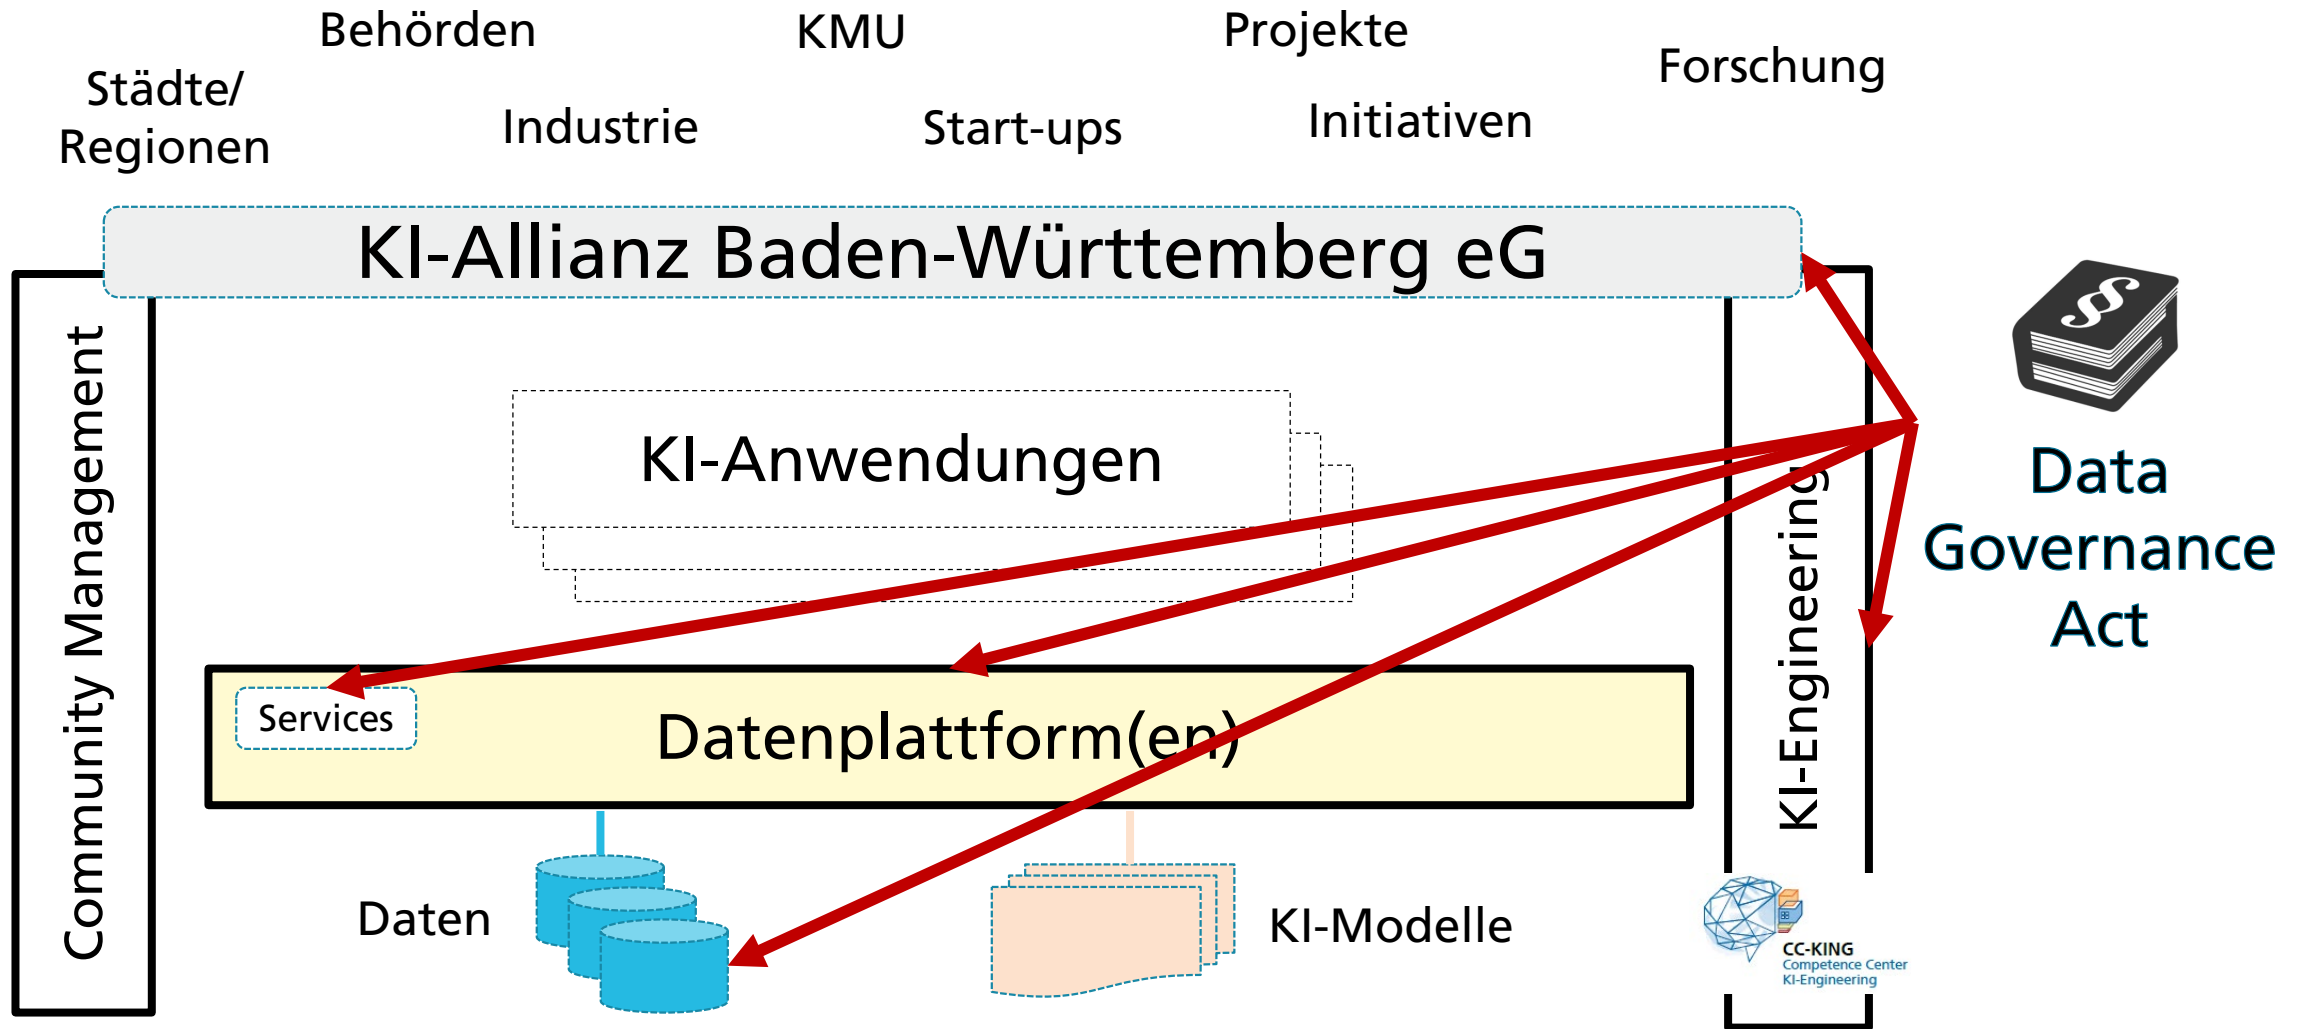 Behörden
KMU
Projekte
Forschung
Städte/
Regionen
Industrie
Start-ups
Initiativen
KI-Allianz Baden-Württemberg eG
Community Management
KI-Anwendungen
KI-Engineering
§
Data
Governance
Act
Services
Datenplattform(en)
Daten
KI-Modelle
CC-KING
Competence Center
KI-Engineering